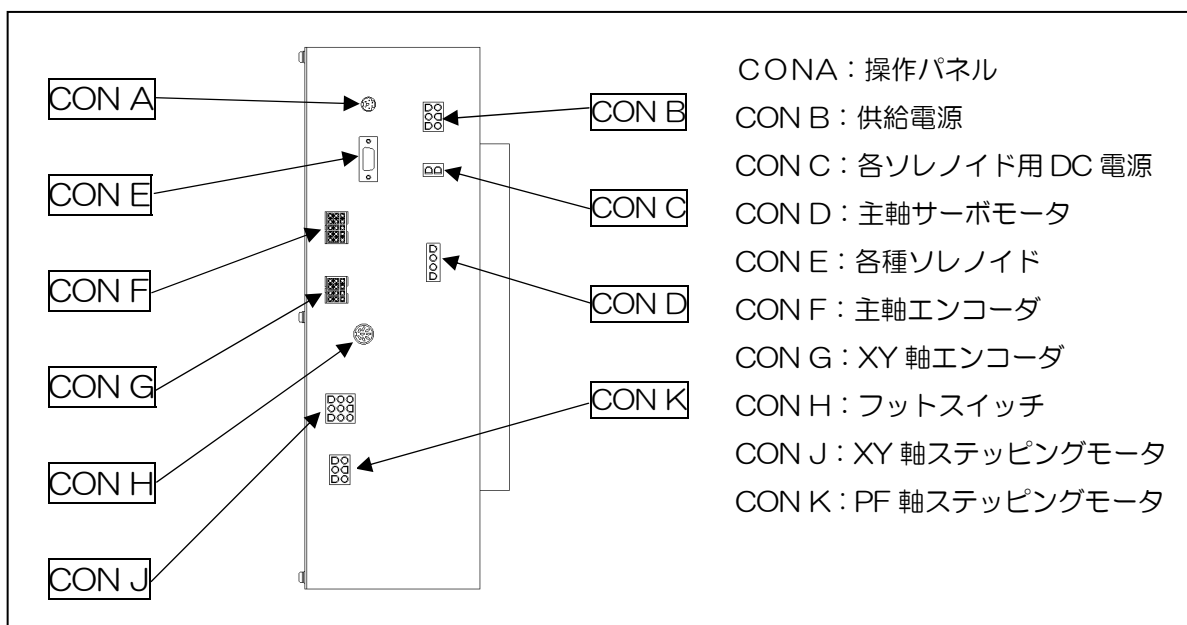 CON A
CON E
CON F
CON G
CON H
CON J
CON B
CON C
CON D
CON K
CONA：操作パネル
CON B：供給電源
CON C：各ソレノイド用 DC 電源
CON D：主軸サーボモータ
CON E：各種ソレノイド
CON F：主軸エンコーダ
CON G：XY 軸エンコーダ
CON H：フットスイッチ
CON J：XY 軸ステッピングモータ
CON K：PF 軸ステッピングモータ